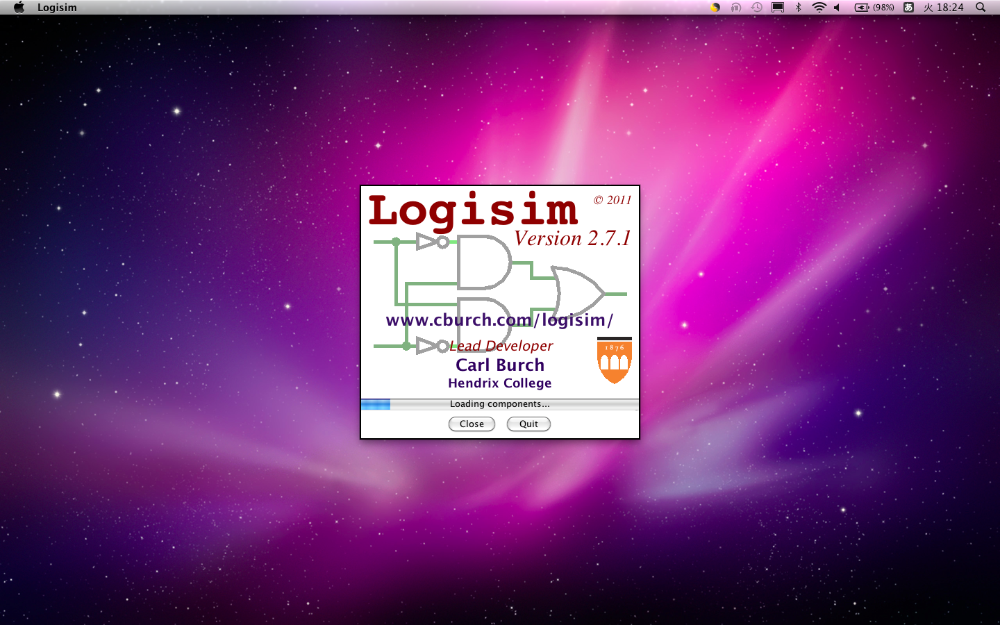 Logisim
(98%) あ 火 18:24
Logisim
© 2011
Version 2.7.1
www.cburch.com/logisim/
Lead Developer
1876
Carl Burch
Hendrix College
Loading components...
Close Quit